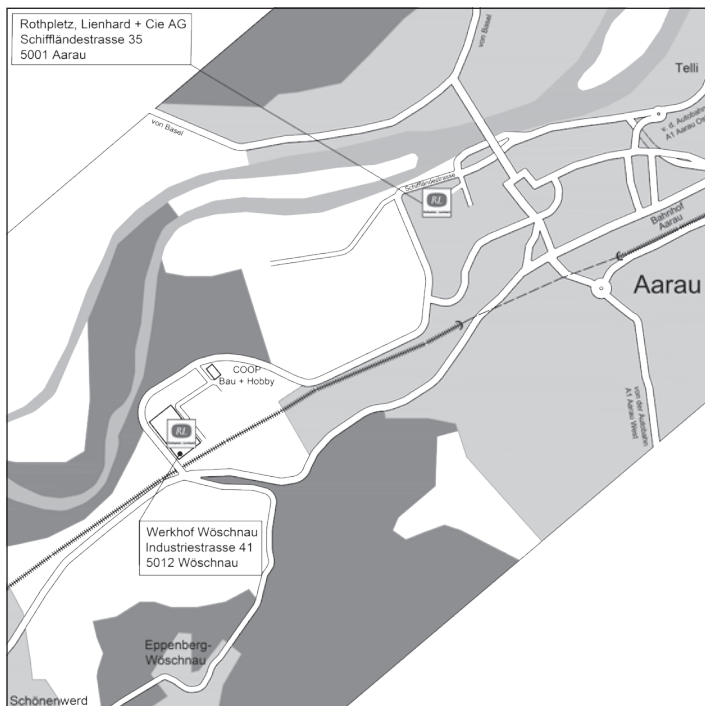 Rothpletz, Lienhard + Cie AG
Schiffländestrasse 35
5001 Aarau
von Basel
Telli
von Basel
v. d. Autobahn
A1 Aarau Ost
Schiffländestrasse
RL
Bahnhof
Aarau
Aarau
COOP
Bau + Hobby
von der Autobahn
A1 Aarau West
RL
Werkhof Wöschnau
Industriestrasse 41
5012 Wöschnau
Eppenberg-
Wöschnau
Schönenwerd